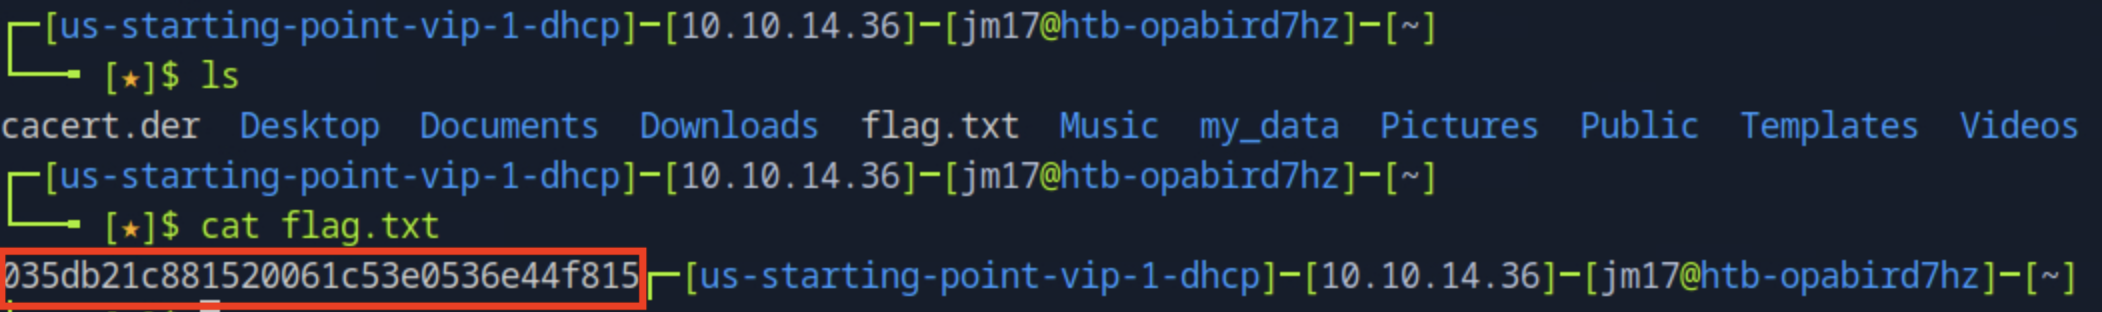 ┌─[us-starting-point-vip-1-dhcp]─[10.10.14.36]─[jm17@htb-opabird7hz]─[~]
└──╼ [★]$ ls
cacert.der  Desktop  Documents  Downloads  flag.txt  Music  my_data  Pictures  Public  Templates  Videos
┌─[us-starting-point-vip-1-dhcp]─[10.10.14.36]─[jm17@htb-opabird7hz]─[~]
└──╼ [★]$ cat flag.txt
035db21c881520061c53e0536e44f815┌─[us-starting-point-vip-1-dhcp]─[10.10.14.36]─[jm17@htb-opabird7hz]─[~]